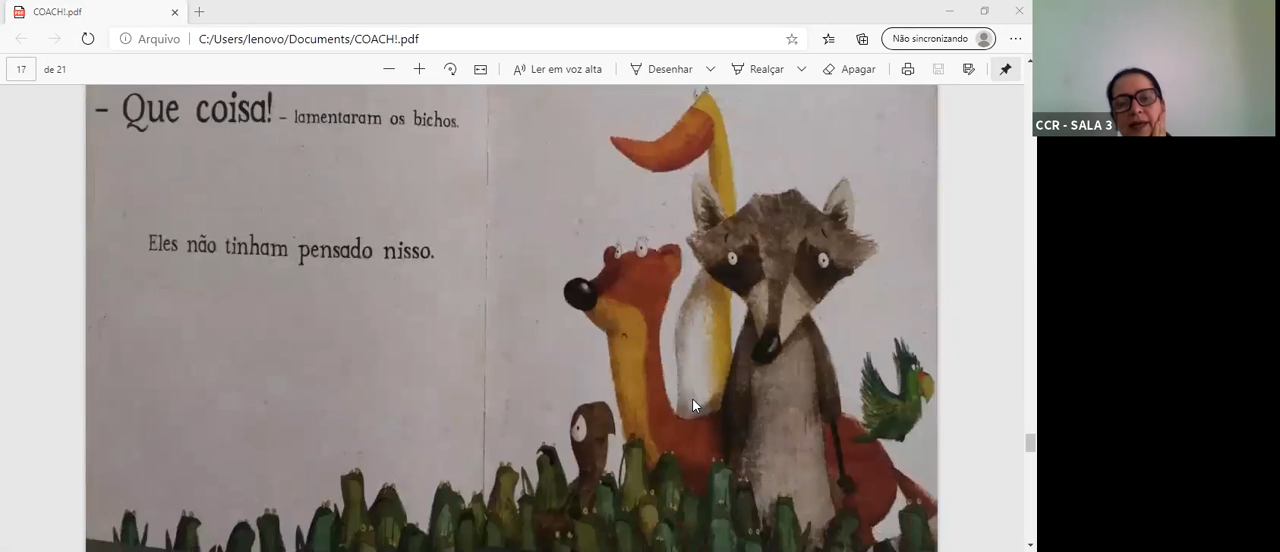 COACH!.pdf
Arquivo
C:/Users/lenovo/Documents/COACH!.pdf
Não sincronizando
17
de 21
Ler em voz alta
Desenhar
Realçar
Apagar
CCR - SALA 3
– Que coisa! – lamentaram os bichos.
Eles não tinham pensado nisso.